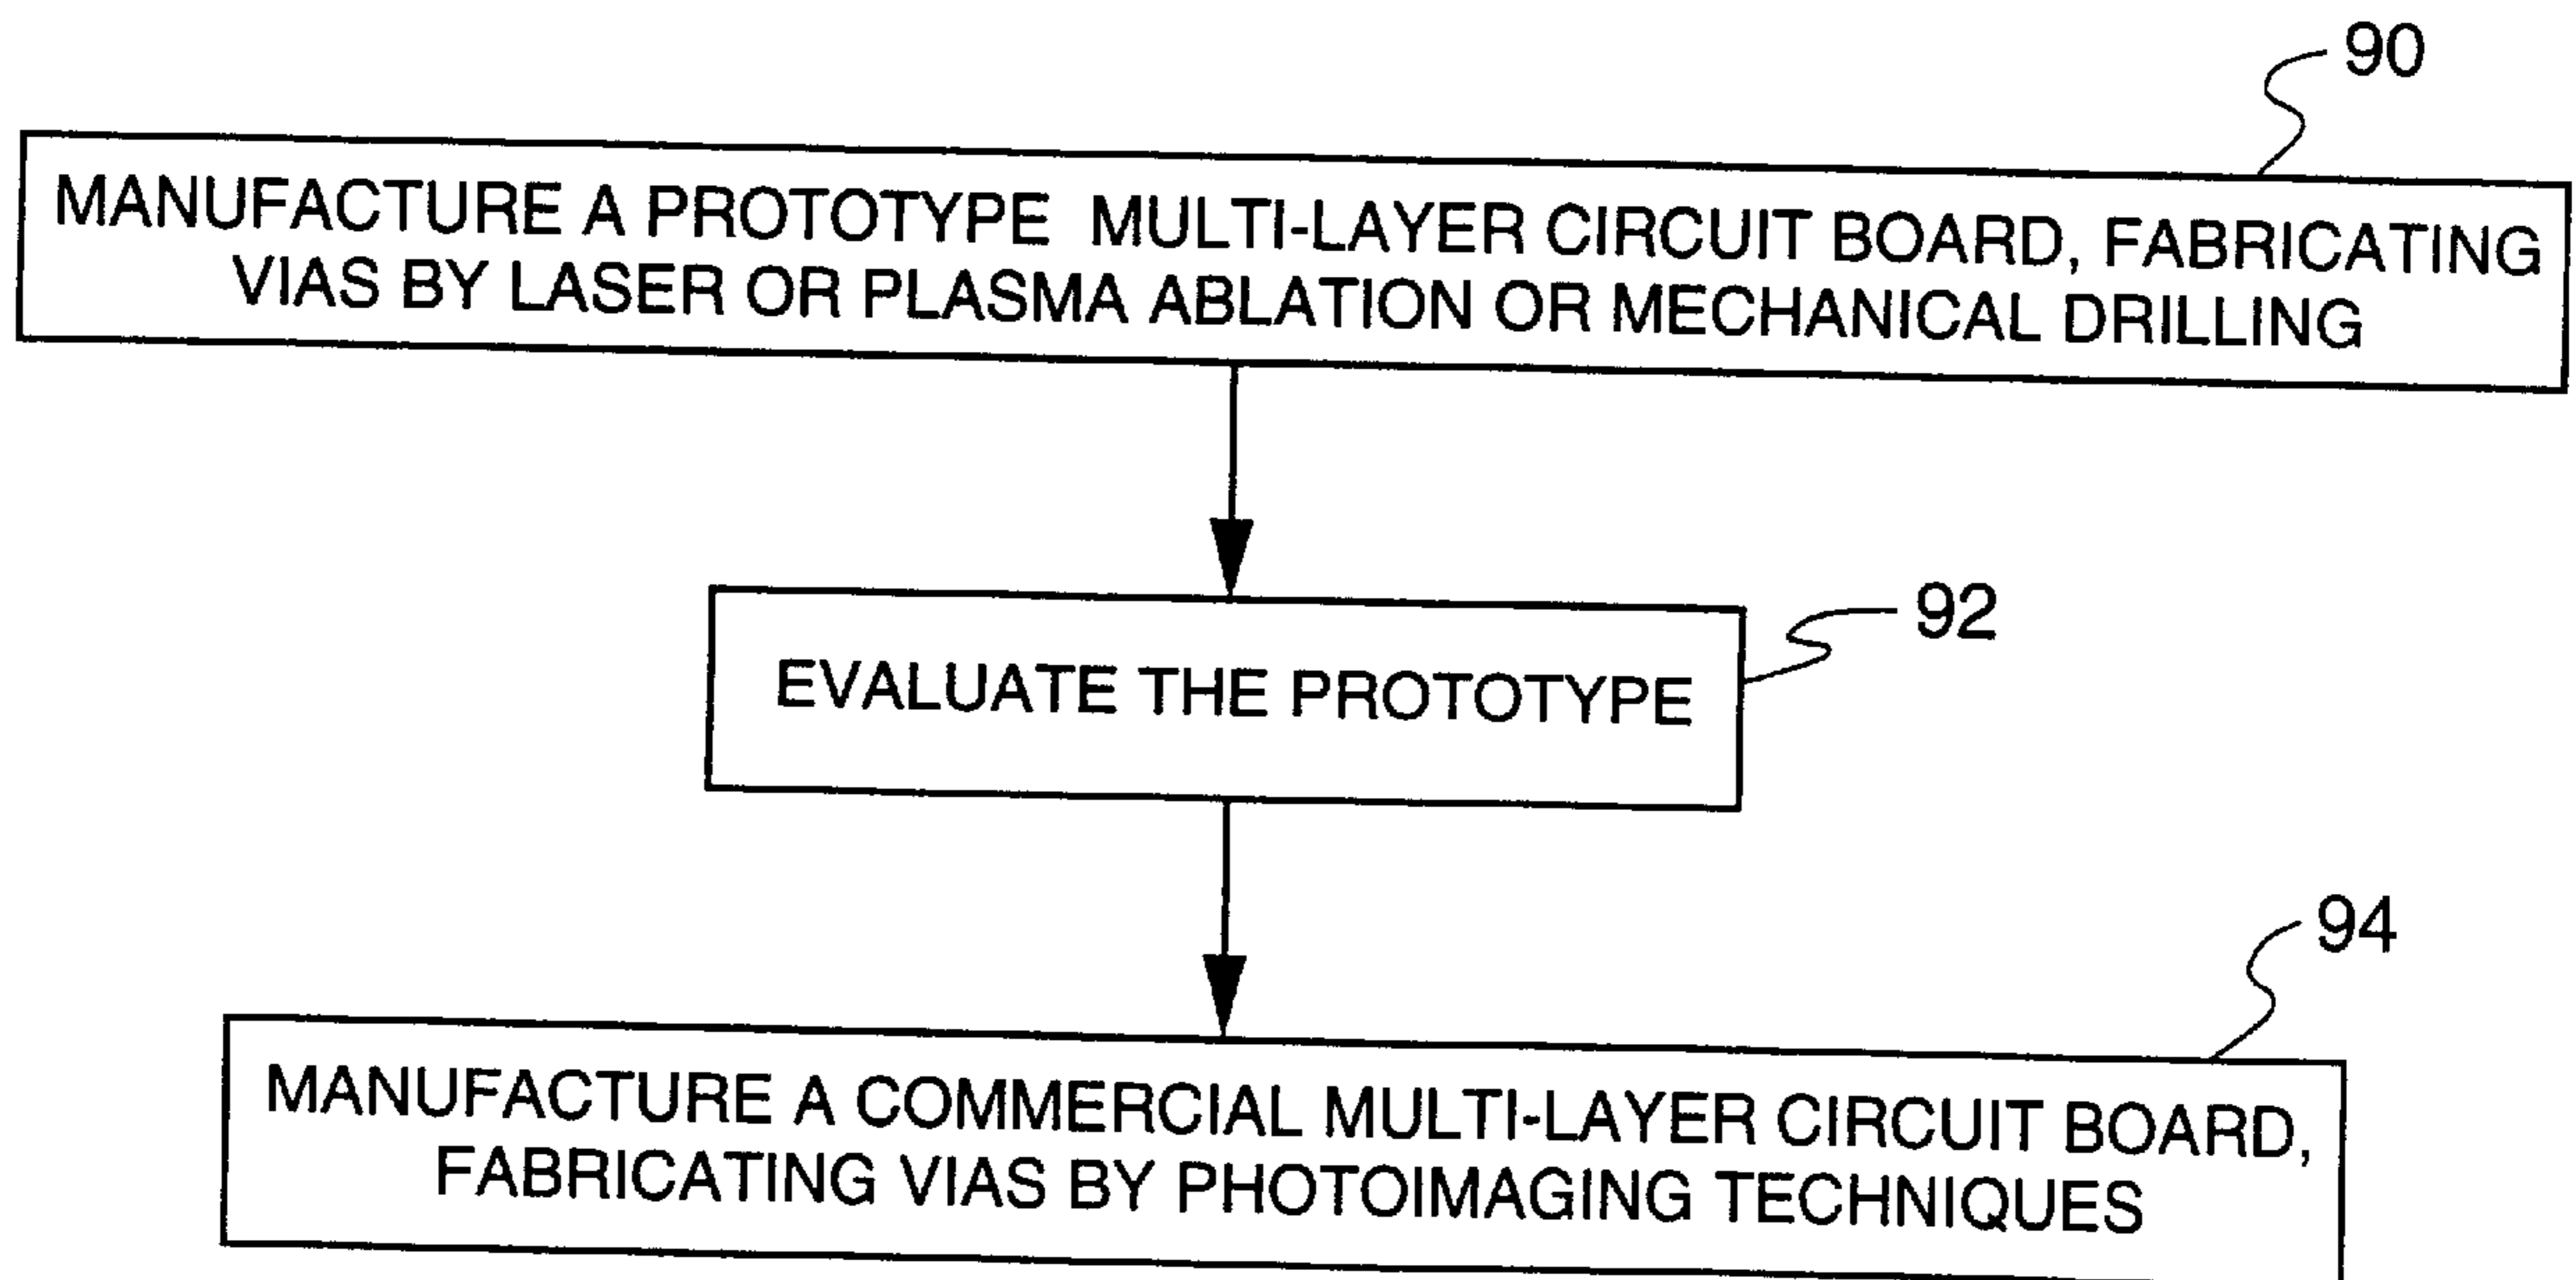 90
MANUFACTURE A PROTOTYPE MULTI-LAYER CIRCUIT BOARD, FABRICATING
VIAS BY LASER OR PLASMA ABLATION OR MECHANICAL DRILLING
92
EVALUATE THE PROTOTYPE
94
MANUFACTURE A COMMERCIAL MULTI-LAYER CIRCUIT BOARD,
FABRICATING VIAS BY PHOTOIMAGING TECHNIQUES